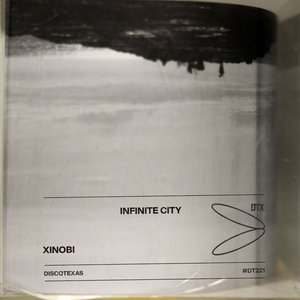 INFINITE CITY
DTX
XINOBI
DISCOTEXAS
#DT221